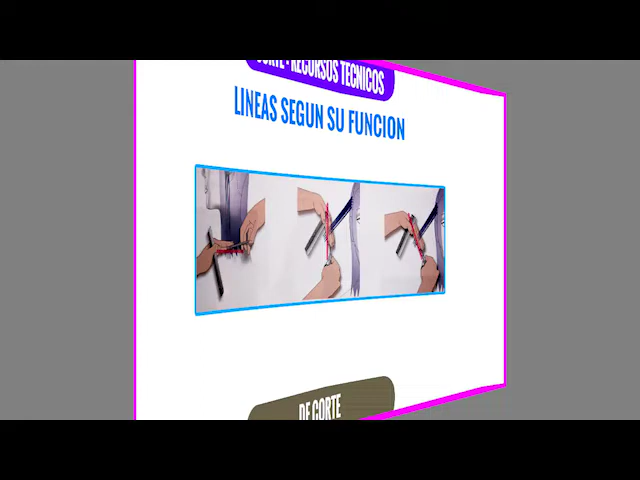 CORTE - RECURSOS TECNICOS
LINEAS SEGUN SU FUNCION
DE CORTE